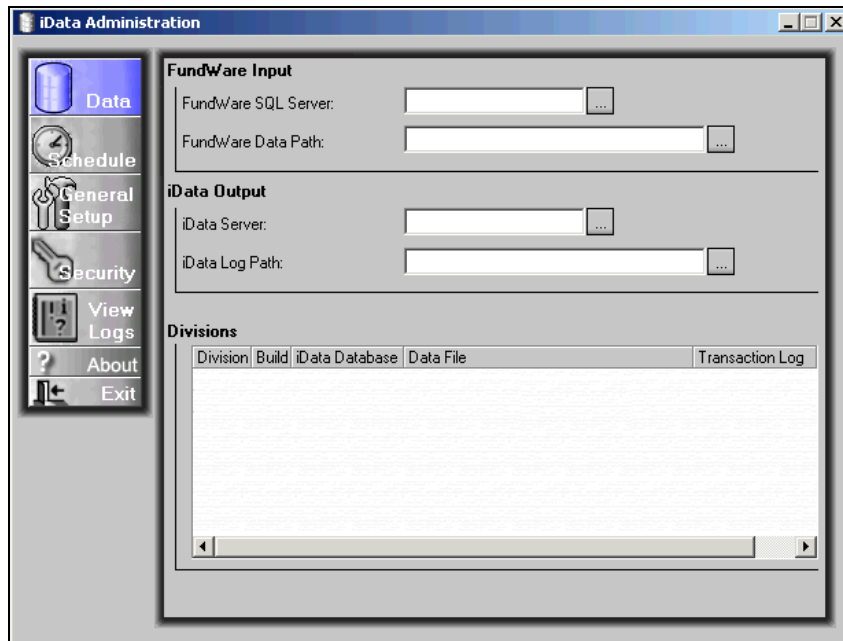 iData Administration
Data
Schedule
General
Setup
Security
View
Logs
About
Exit
FundWare Input
FundWare SQL Server:
...
FundWare Data Path:
...
iData Output
iData Server:
...
iData Log Path:
...
Divisions
Division Build iData Database Data File Transaction Log